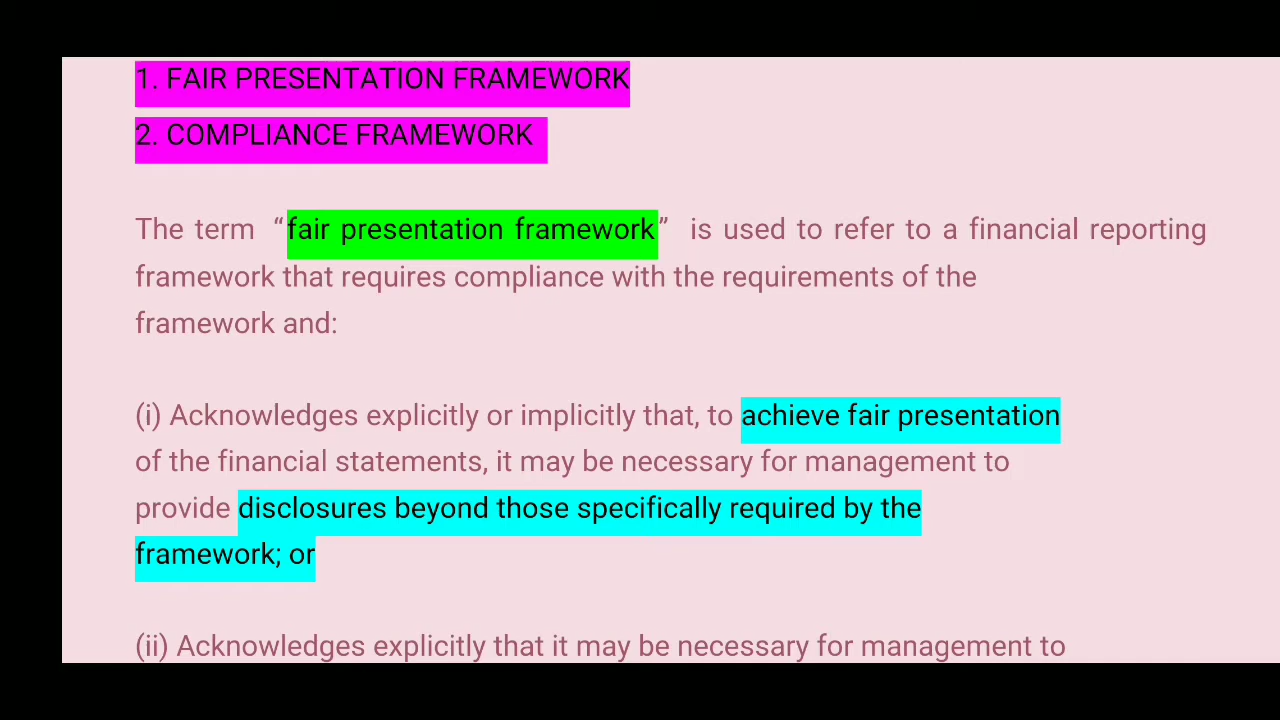 1. FAIR PRESENTATION FRAMEWORK
2. COMPLIANCE FRAMEWORK
The term “fair presentation framework” is used to refer to a financial reporting
framework that requires compliance with the requirements of the
framework and:
(i) Acknowledges explicitly or implicitly that, to achieve fair presentation
of the financial statements, it may be necessary for management to
provide disclosures beyond those specifically required by the
framework; or
(ii) Acknowledges explicitly that it may be necessary for management to